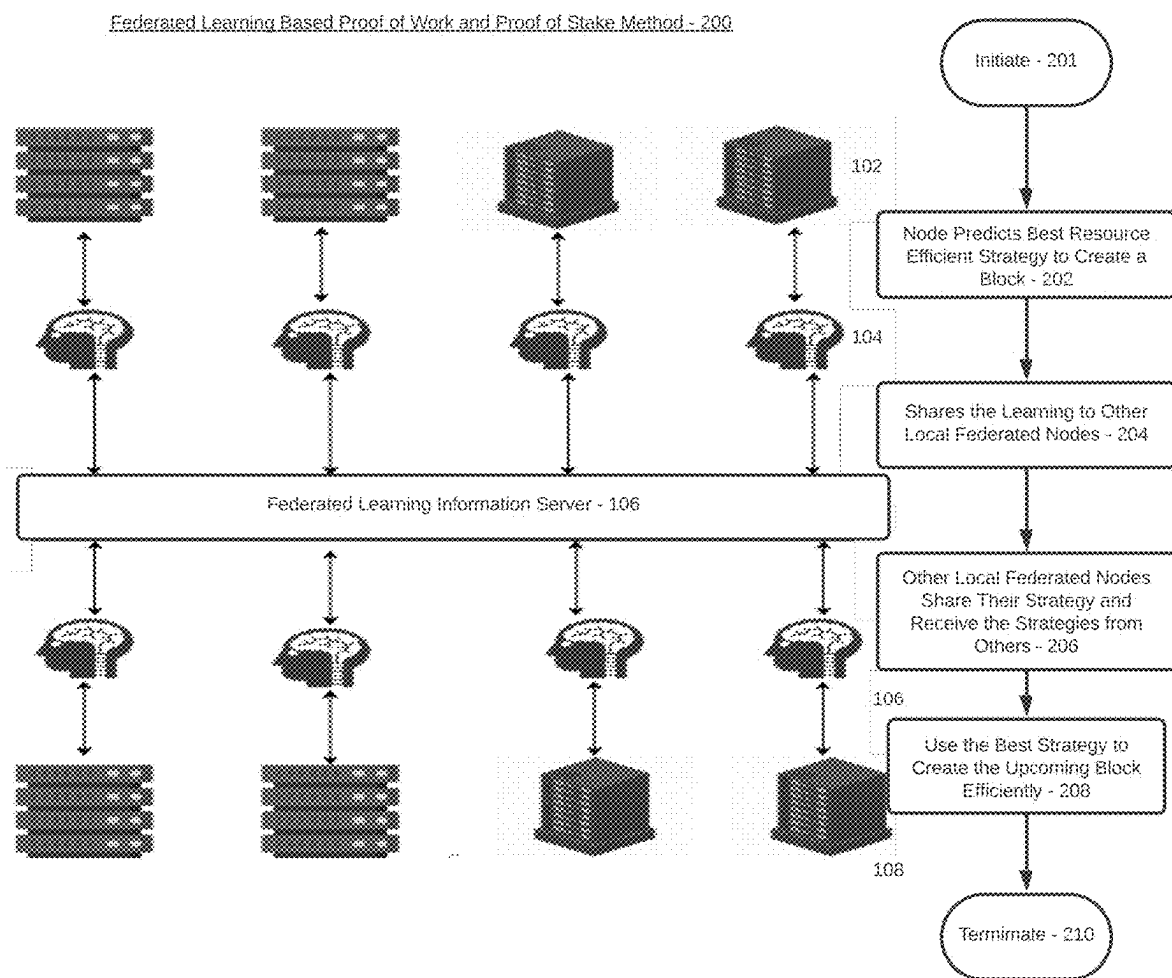 Federated Learning Based Proof of Work and Proof of Stake Method - 200
Initiate - 201
102
Node Predicts Best Resource
Efficient Strategy to Create a
Block - 202
104
Shares the Learning to Other
Local Federated Nodes - 204
Federated Learning Information Server - 106
Other Local Federated Nodes
Share Their Strategy and
Receive the Strategies from
Others - 206
106
Use the Best Strategy to
Create the Upcoming Block
Efficiently - 208
108
Termimate - 210